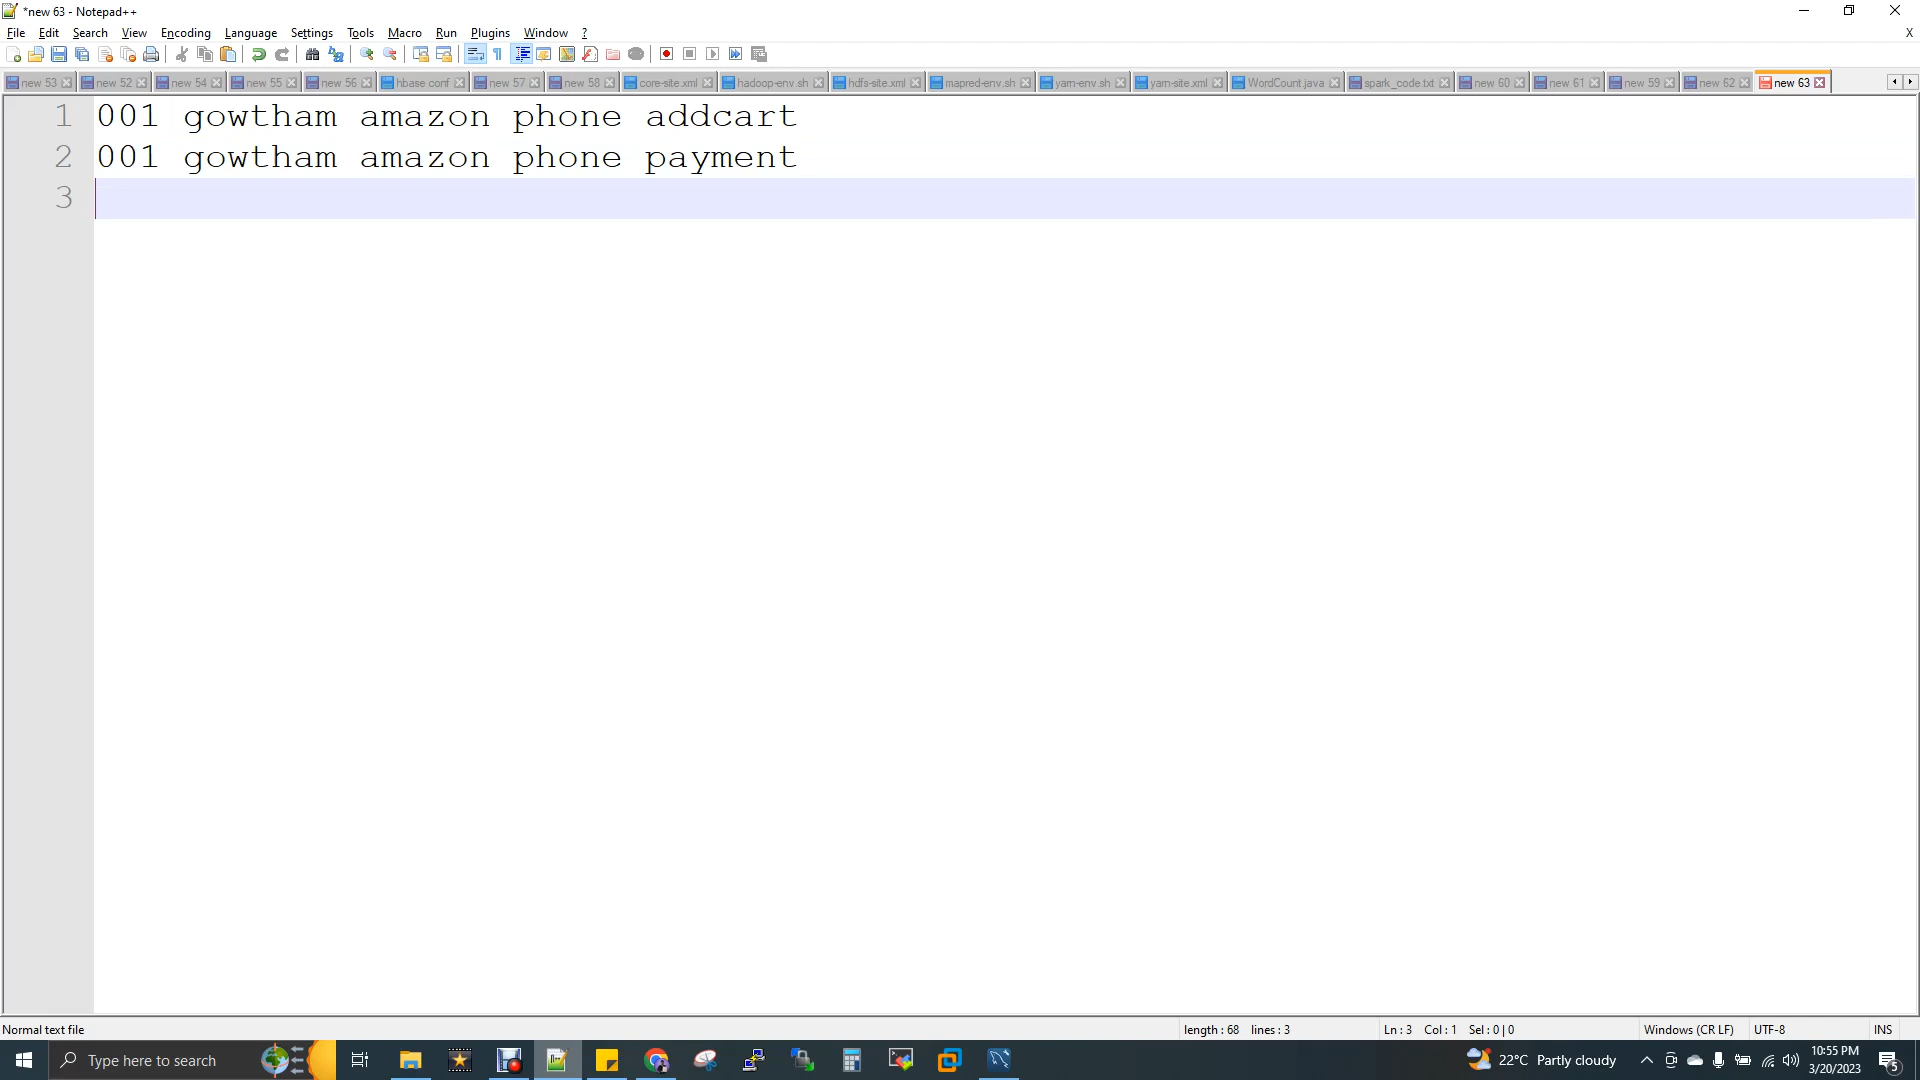 *new 63 - Notepad++
File Edit Search View Encoding Language Settings Tools Macro Run Plugins Window ? X
new 53 new 52 new 54 new 55 new 56 hbase conf new 57 new 58 core-site.xml hadoop-env.sh hdfs-site.xml mapred-env.sh yarn-env.sh yarn-site.xml WordCount.java spark_code.txt new 60 new 61 new 59 new 62 new 63
1 001 gowtham amazon phone addcart
2 001 gowtham amazon phone payment
3
Normal text file length : 68 lines : 3 Ln : 3 Col : 1 Sel : 0 | 0 Windows (CR LF) UTF-8 INS
Type here to search 22°C Partly cloudy 10:55 PM
3/20/2023 5